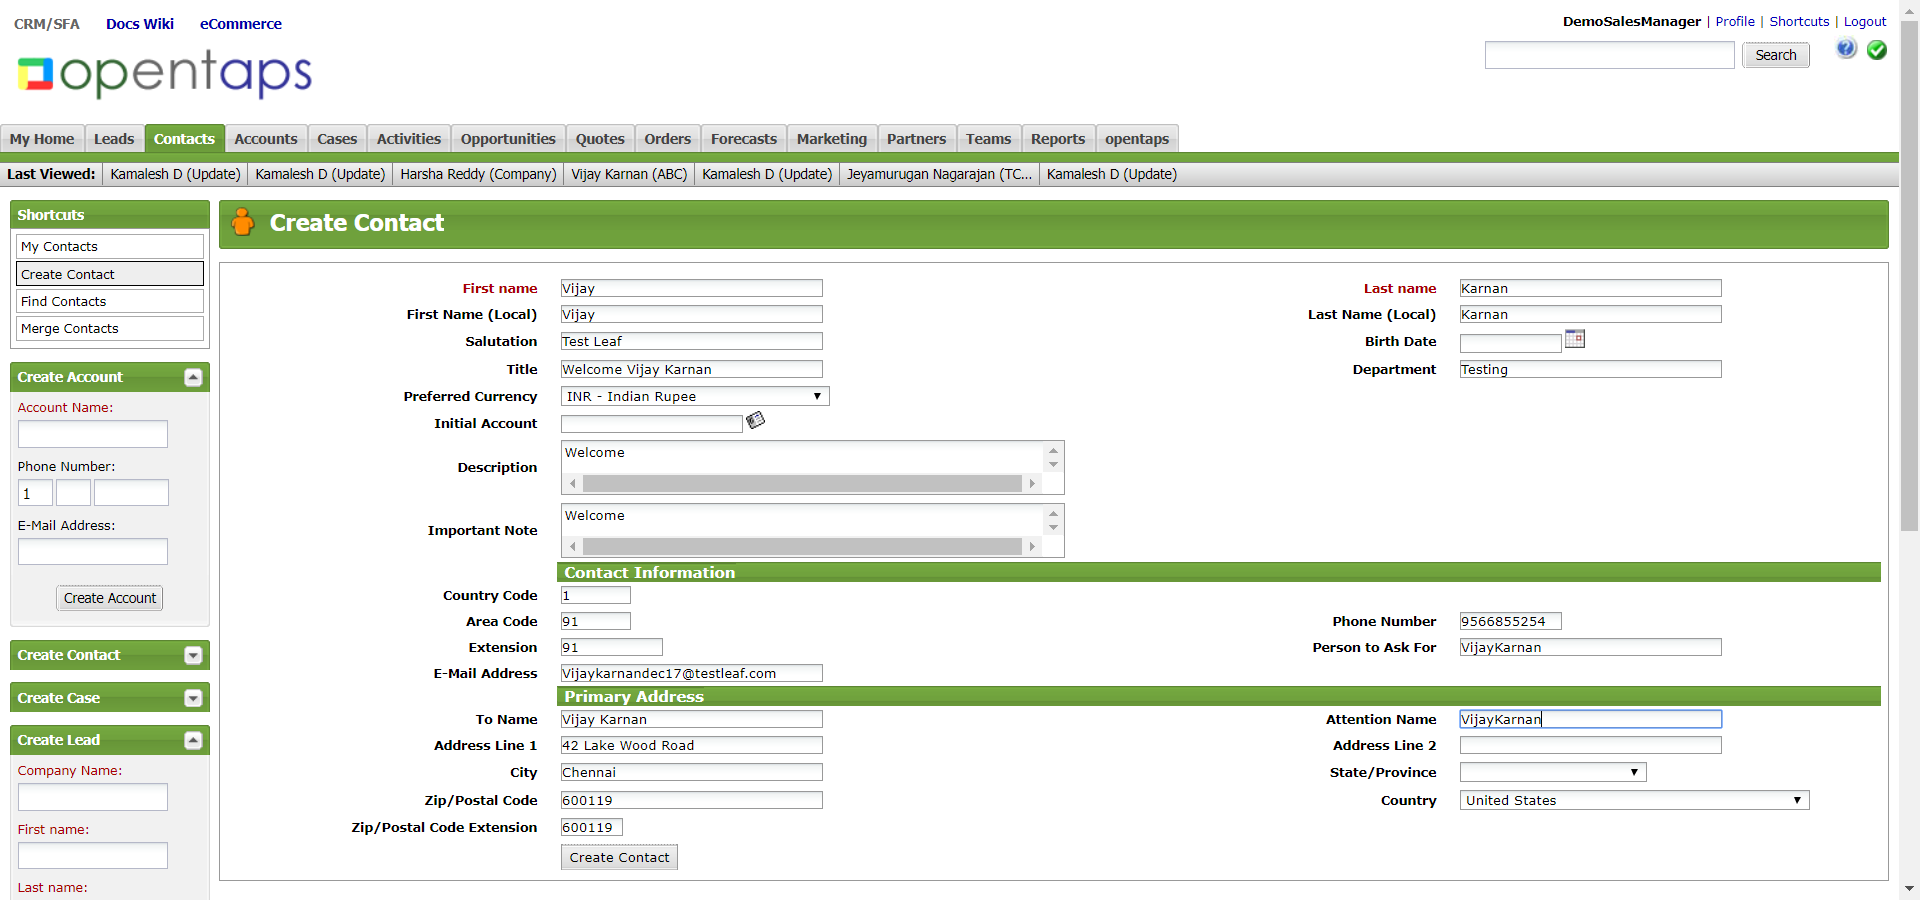 CRM/SFA Docs Wiki eCommerce
DemoSalesManager | Profile | Shortcuts | Logout
opentaps
Search
My Home Leads Contacts Accounts Cases Activities Opportunities Quotes Orders Forecasts Marketing Partners Teams Reports opentaps
Last Viewed: Kamalesh D (Update) Kamalesh D (Update) Harsha Reddy (Company) Vijay Karnan (ABC) Kamalesh D (Update) Jeyamurugan Nagarajan (TC... Kamalesh D (Update)
Shortcuts
My Contacts
Create Contact
Find Contacts
Merge Contacts
Create Account
Account Name:
Phone Number:
1
E-Mail Address:
Create Account
Create Contact
Create Case
Create Lead
Company Name:
First name:
Last name:
Create Contact
First name Vijay Last name Karnan
First Name (Local) Vijay Last Name (Local) Karnan
Salutation Test Leaf Birth Date
Title Welcome Vijay Karnan Department Testing
Preferred Currency INR - Indian Rupee
Initial Account
Description Welcome
Important Note Welcome
Contact Information
Country Code 1
Area Code 91 Phone Number 9566855254
Extension 91 Person to Ask For VijayKarnan
E-Mail Address Vijaykarnandec17@testleaf.com
Primary Address
To Name Vijay Karnan Attention Name VijayKarnan
Address Line 1 42 Lake Wood Road Address Line 2
City Chennai State/Province
Zip/Postal Code 600119 Country United States
Zip/Postal Code Extension 600119
Create Contact